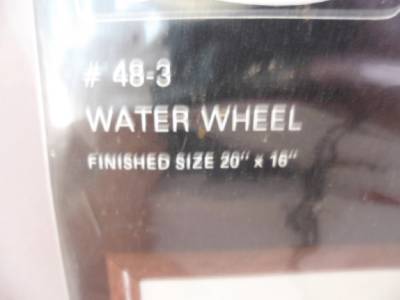 # 48-3
WATER WHEEL
FINISHED SIZE 20" x 16"